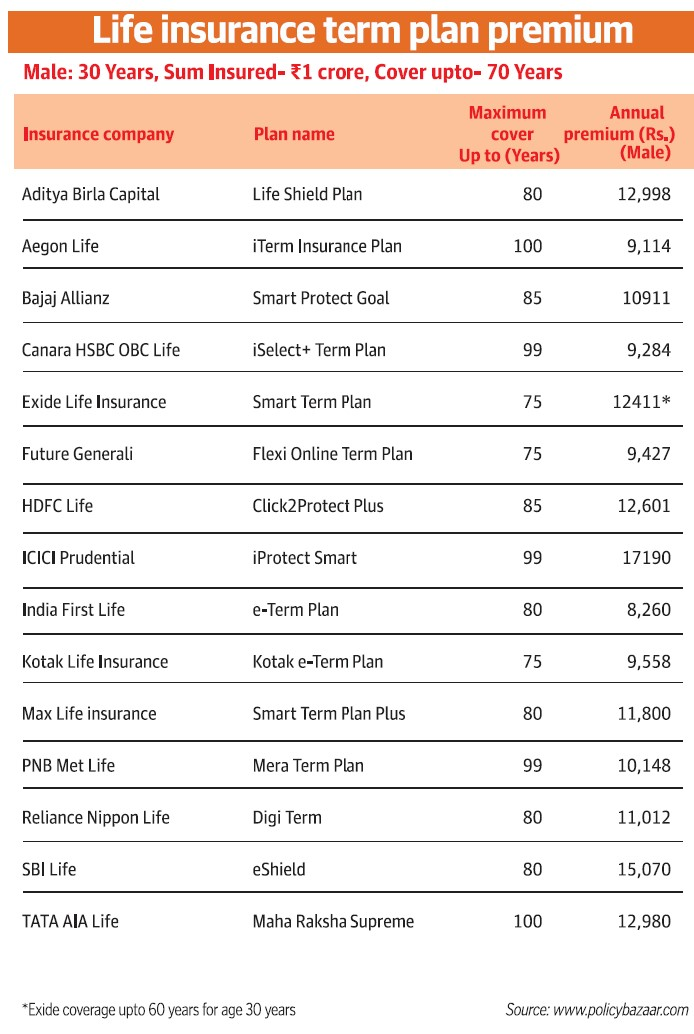 Life insurance term plan premium
Male: 30 Years, Sum Insured- ₹1 crore, Cover upto- 70 Years
Insurance company Plan name Maximum cover Up to (Years) Annual premium (Rs.) (Male)
Aditya Birla Capital Life Shield Plan 80 12,998
Aegon Life iTerm Insurance Plan 100 9,114
Bajaj Allianz Smart Protect Goal 85 10911
Canara HSBC OBC Life iSelect+ Term Plan 99 9,284
Exide Life Insurance Smart Term Plan 75 12411*
Future Generali Flexi Online Term Plan 75 9,427
HDFC Life Click2Protect Plus 85 12,601
ICICI Prudential iProtect Smart 99 17190
India First Life e-Term Plan 80 8,260
Kotak Life Insurance Kotak e-Term Plan 75 9,558
Max Life insurance Smart Term Plan Plus 80 11,800
PNB Met Life Mera Term Plan 99 10,148
Reliance Nippon Life Digi Term 80 11,012
SBI Life eShield 80 15,070
TATA AIA Life Maha Raksha Supreme 100 12,980
*Exide coverage upto 60 years for age 30 years Source: www.policybazaar.com